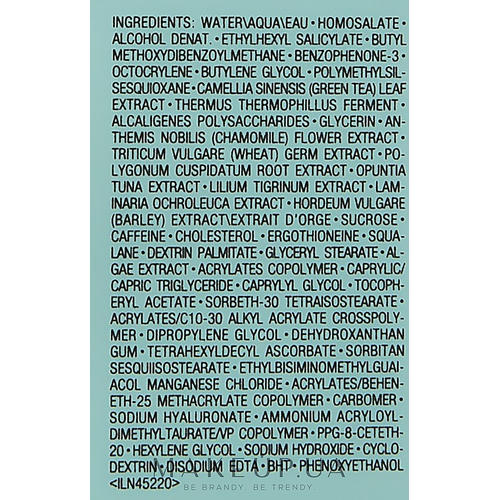 INGREDIENTS: WATER\AQUA\EAU • HOMOSALATE •
ALCOHOL DENAT. • ETHYLHEXYL SALICYLATE • BUTYL
METHOXYDIBENZOYLMETHANE • BENZOPHENONE-3 •
OCTOCRYLENE • BUTYLENE GLYCOL • POLYMETHYLSIL-
SESQUIOXANE • CAMELLIA SINENSIS (GREEN TEA) LEAF
EXTRACT • THERMUS THERMOPHILLUS FERMENT •
ALCALIGENES POLYSACCHARIDES • GLYCERIN • AN-
THEMIS NOBILIS (CHAMOMILE) FLOWER EXTRACT •
TRITICUM VULGARE (WHEAT) GERM EXTRACT • PO-
LYGONUM CUSPIDATUM ROOT EXTRACT • OPUNTIA
TUNA EXTRACT • LILIUM TIGRINUM EXTRACT • LAM-
INARIA OCHROLEUCA EXTRACT • HORDEUM VULGARE
(BARLEY) EXTRACT\EXTRAIT D'ORGE • SUCROSE •
CAFFEINE • CHOLESTEROL • ERGOTHIONEINE • SQUA-
LANE • DEXTRIN PALMITATE • GLYCERYL STEARATE • AL-
GAE EXTRACT • ACRYLATES COPOLYMER • CAPRYLIC/
CAPRIC TRIGLYCERIDE • CAPRYLYL GLYCOL • TOCOPH-
ERYL ACETATE • SORBETH-30 TETRAISOSTEARATE •
ACRYLATES/C10-30 ALKYL ACRYLATE CROSSPOLY-
MER • DIPROPYLENE GLYCOL • DEHYDROXANTHAN
GUM • TETRAHEXYLDECYL ASCORBATE • SORBITAN
SESQUIISOSTEARATE • ETHYLBISIMINOMETHYLGUAI-
ACOL MANGANESE CHLORIDE • ACRYLATES/BEHEN-
ETH-25 METHACRYLATE COPOLYMER • CARBOMER •
SODIUM HYALURONATE • AMMONIUM ACRYLOYL-
DIMETHYLTAURATE/VP COPOLYMER • PPG-8-CETETH-
20 • HEXYLENE GLYCOL • SODIUM HYDROXIDE • CYCLO-
DEXTRIN • DISODIUM EDTA • BHT • PHENOXYETHANOL
<ILN45220>
MAKEUP.UA
BE BRANDY. BE TRENDY.